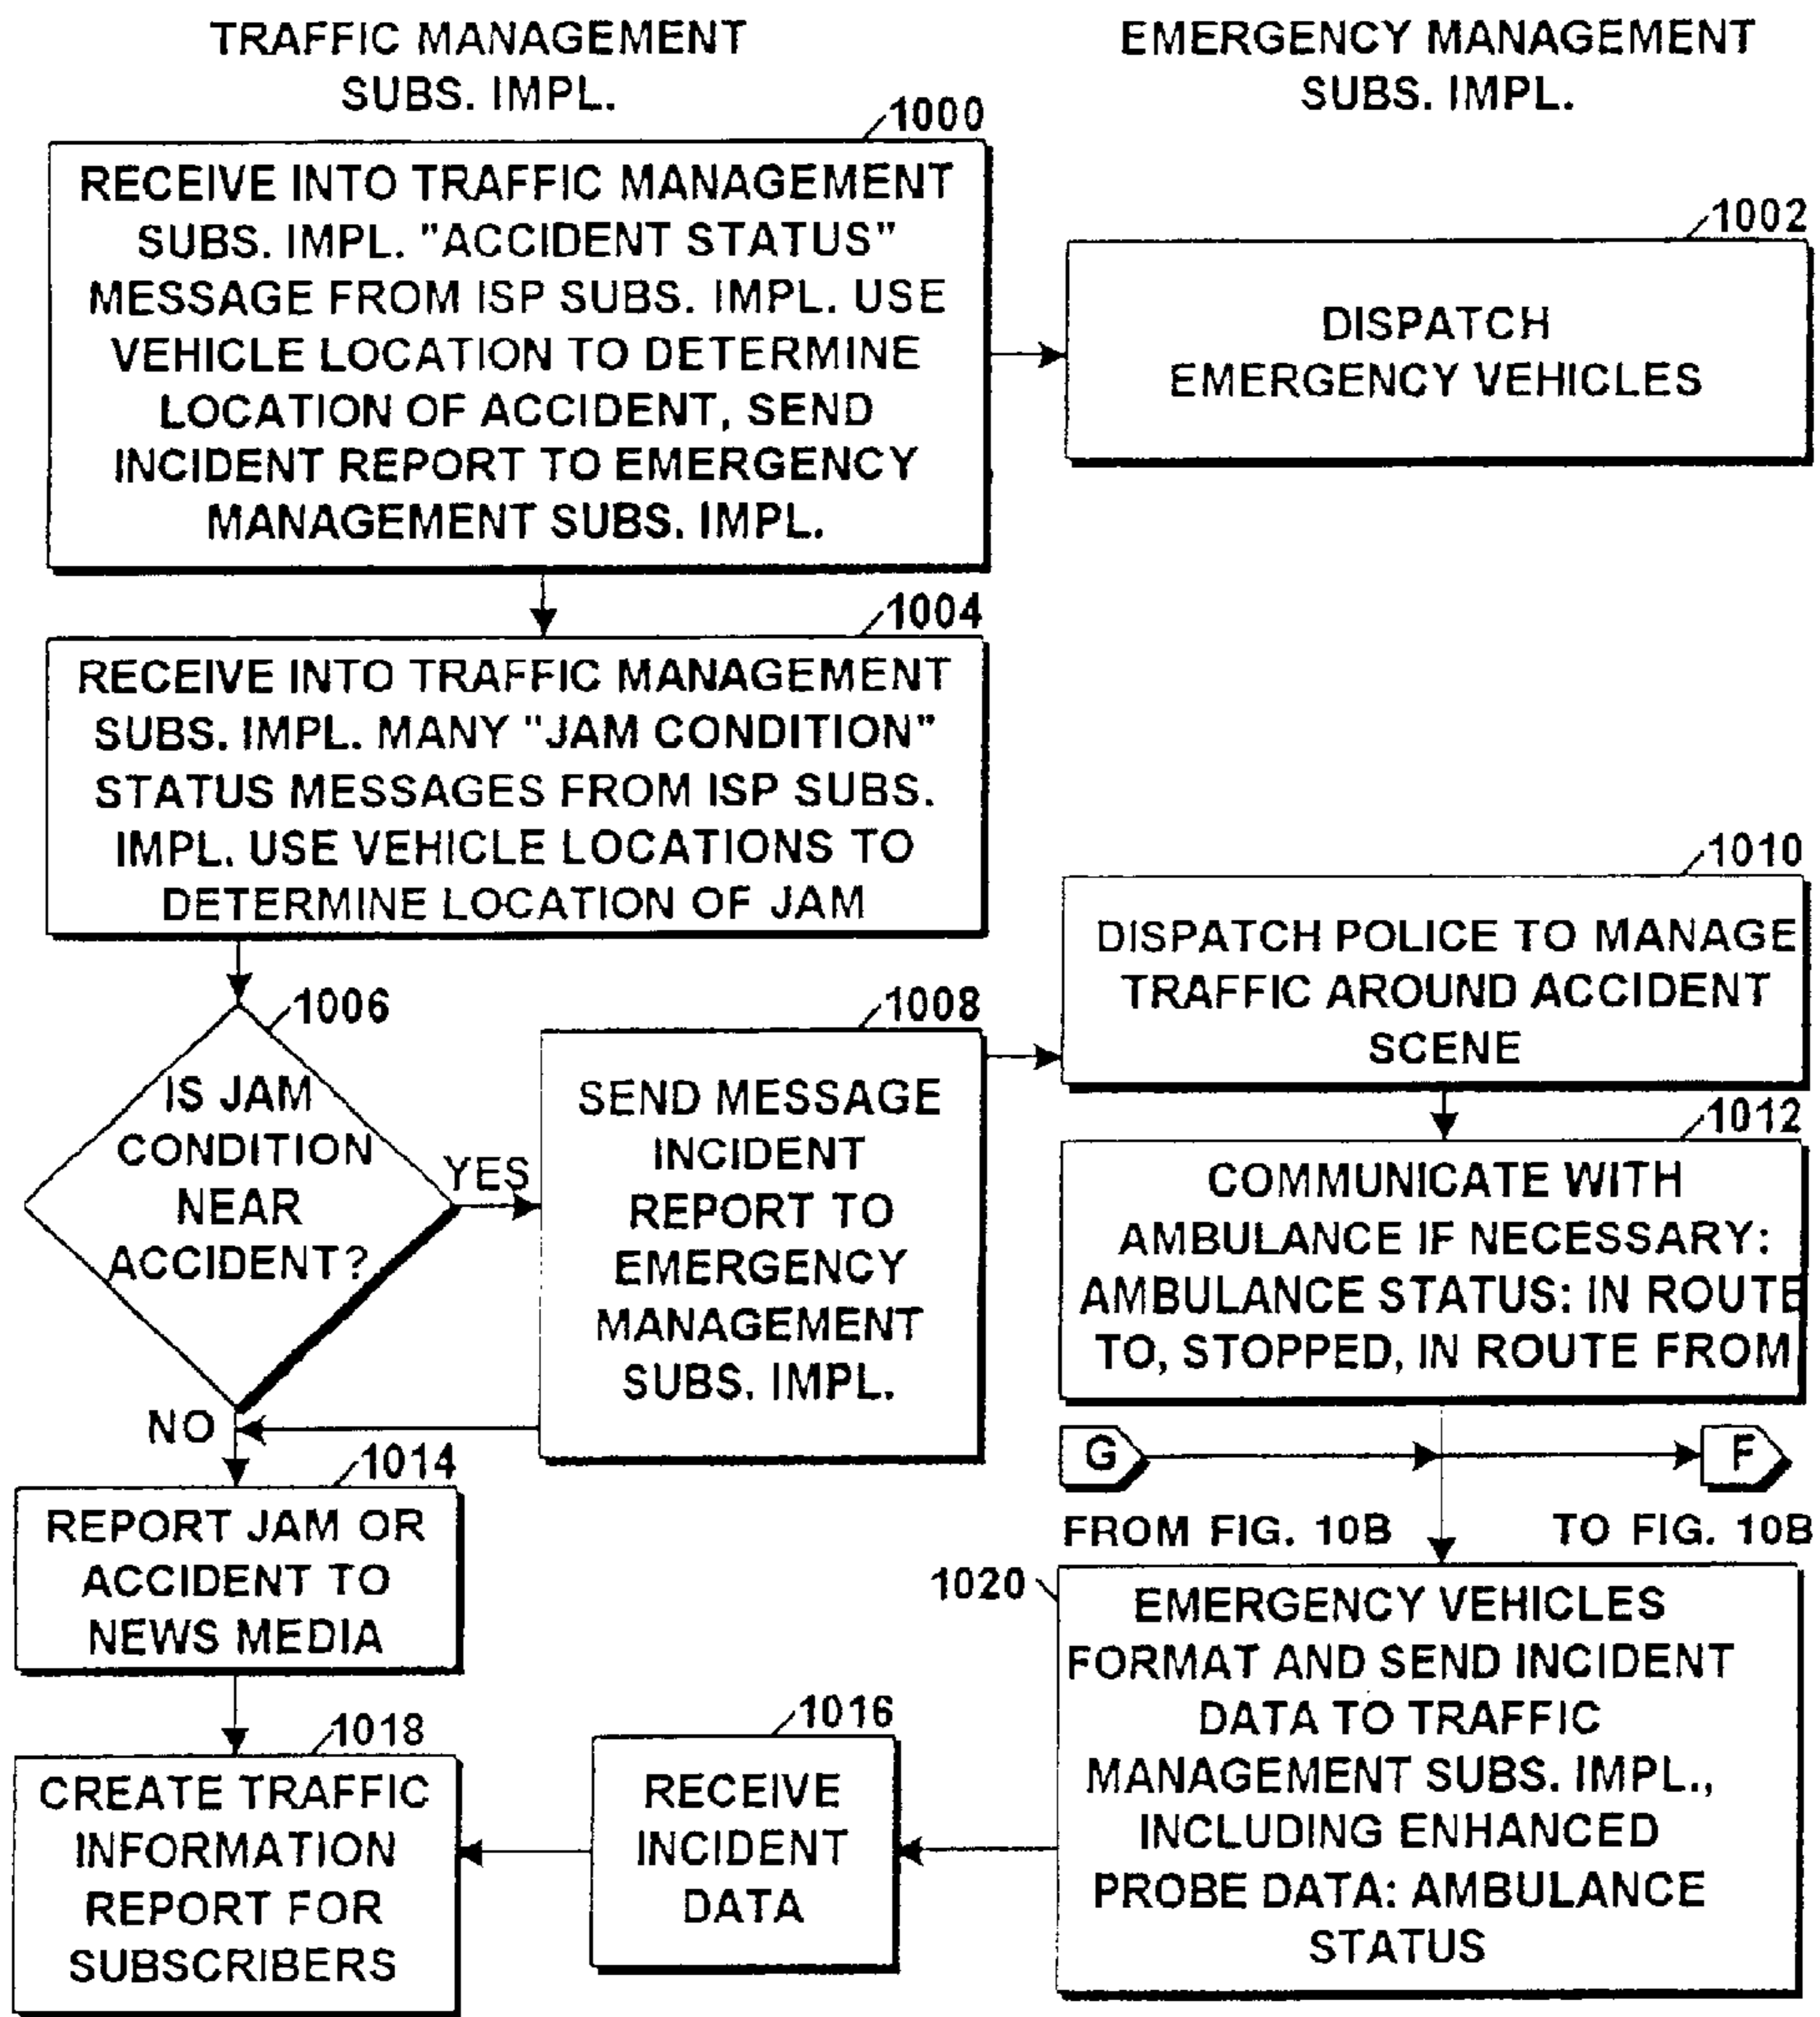 TRAFFIC MANAGEMENT
SUBS. IMPL.
EMERGENCY MANAGEMENT
SUBS. IMPL.
1000
RECEIVE INTO TRAFFIC MANAGEMENT
SUBS. IMPL. "ACCIDENT STATUS"
MESSAGE FROM ISP SUBS. IMPL. USE
VEHICLE LOCATION TO DETERMINE
LOCATION OF ACCIDENT, SEND
INCIDENT REPORT TO EMERGENCY
MANAGEMENT SUBS. IMPL.
1002
DISPATCH
EMERGENCY VEHICLES
1004
RECEIVE INTO TRAFFIC MANAGEMENT
SUBS. IMPL. MANY "JAM CONDITION"
STATUS MESSAGES FROM ISP SUBS.
IMPL. USE VEHICLE LOCATIONS TO
DETERMINE LOCATION OF JAM
1006
IS JAM
CONDITION
NEAR
ACCIDENT?
YES
NO
1008
SEND MESSAGE
INCIDENT
REPORT TO
EMERGENCY
MANAGEMENT
SUBS. IMPL.
1010
DISPATCH POLICE TO MANAGE
TRAFFIC AROUND ACCIDENT
SCENE
1012
COMMUNICATE WITH
AMBULANCE IF NECESSARY:
AMBULANCE STATUS: IN ROUTE
TO, STOPPED, IN ROUTE FROM
G
F
FROM FIG. 10B
TO FIG. 10B
1014
REPORT JAM OR
ACCIDENT TO
NEWS MEDIA
1020
EMERGENCY VEHICLES
FORMAT AND SEND INCIDENT
DATA TO TRAFFIC
MANAGEMENT SUBS. IMPL.,
INCLUDING ENHANCED
PROBE DATA: AMBULANCE
STATUS
1016
RECEIVE
INCIDENT
DATA
1018
CREATE TRAFFIC
INFORMATION
REPORT FOR
SUBSCRIBERS